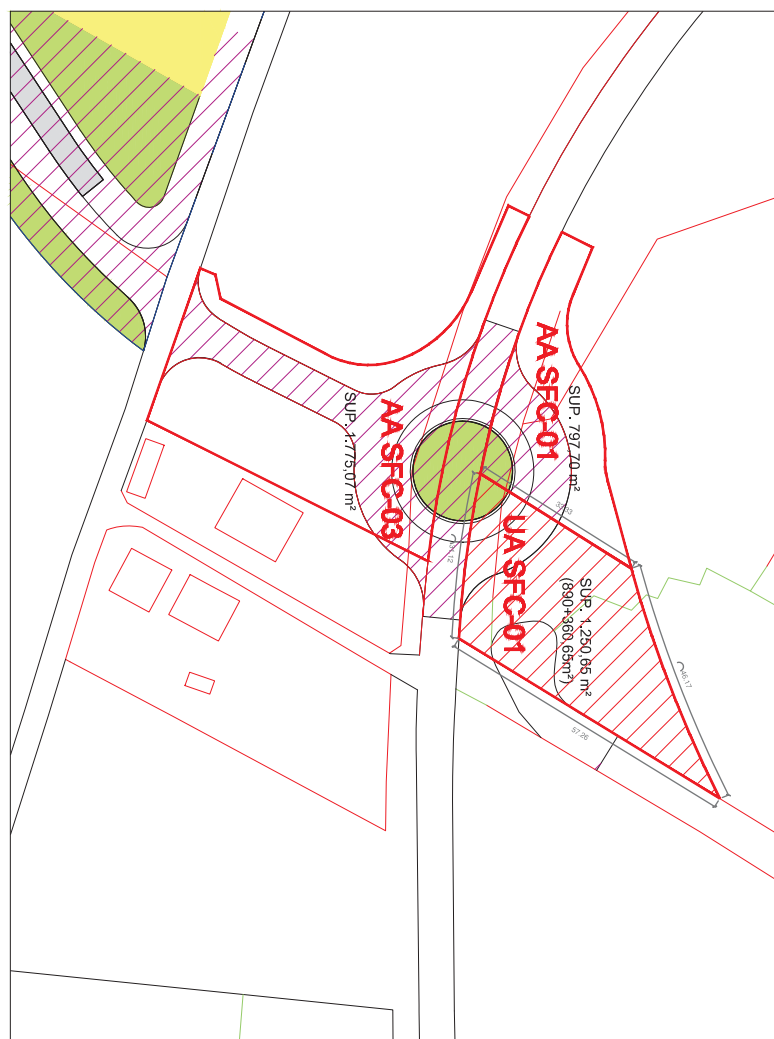 AA SFC-01
SUP. 797,70 m²
AA SFC-03
SUP. 1.775,07 m²
UA SFC-01
SUP. 1.250,65 m²
(890+360,65m²)
46.17
57.26